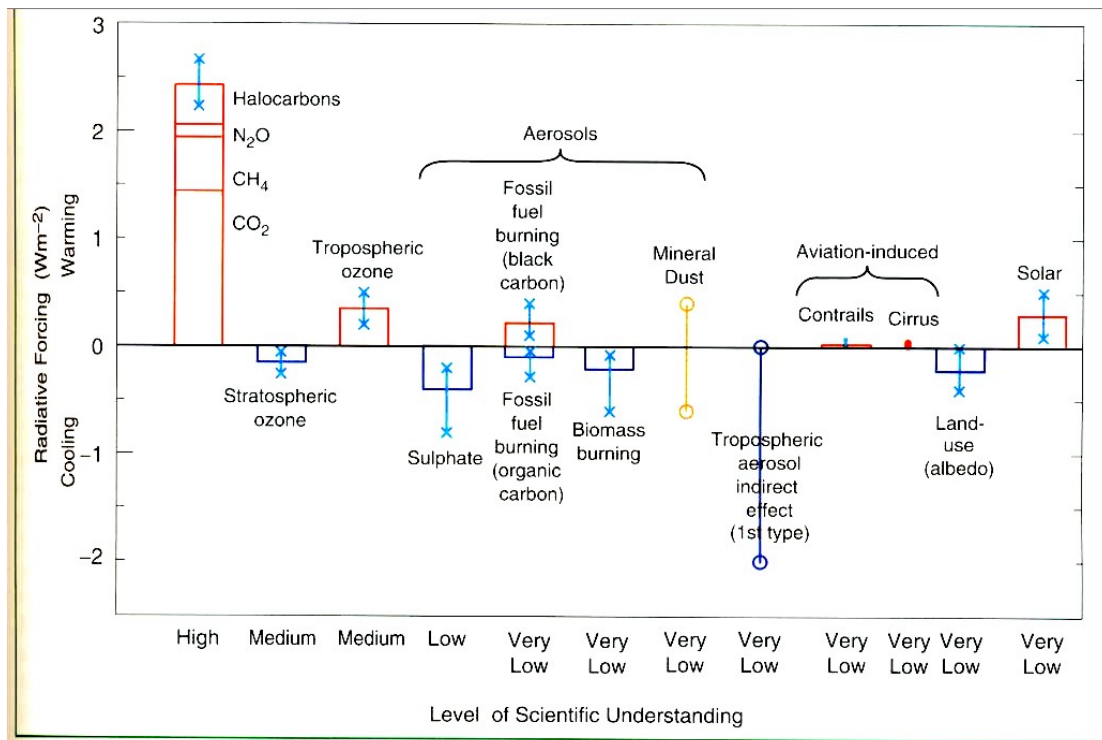 3
2
1
0
−1
−2
Radiative Forcing (Wm⁻²)
Cooling Warming
Halocarbons
N₂O
CH₄
CO₂
Stratospheric
ozone
Tropospheric
ozone
Aerosols
Sulphate
Fossil
fuel
burning
(black
carbon)
Fossil
fuel
burning
(organic
carbon)
Biomass
burning
Mineral
Dust
Tropospheric
aerosol
indirect
effect
(1st type)
Aviation-induced
Contrails
Cirrus
Land-
use
(albedo)
Solar
High
Medium
Medium
Low
Very
Low
Very
Low
Very
Low
Very
Low
Very
Low
Very
Low
Very
Low
Very
Low
Level of Scientific Understanding